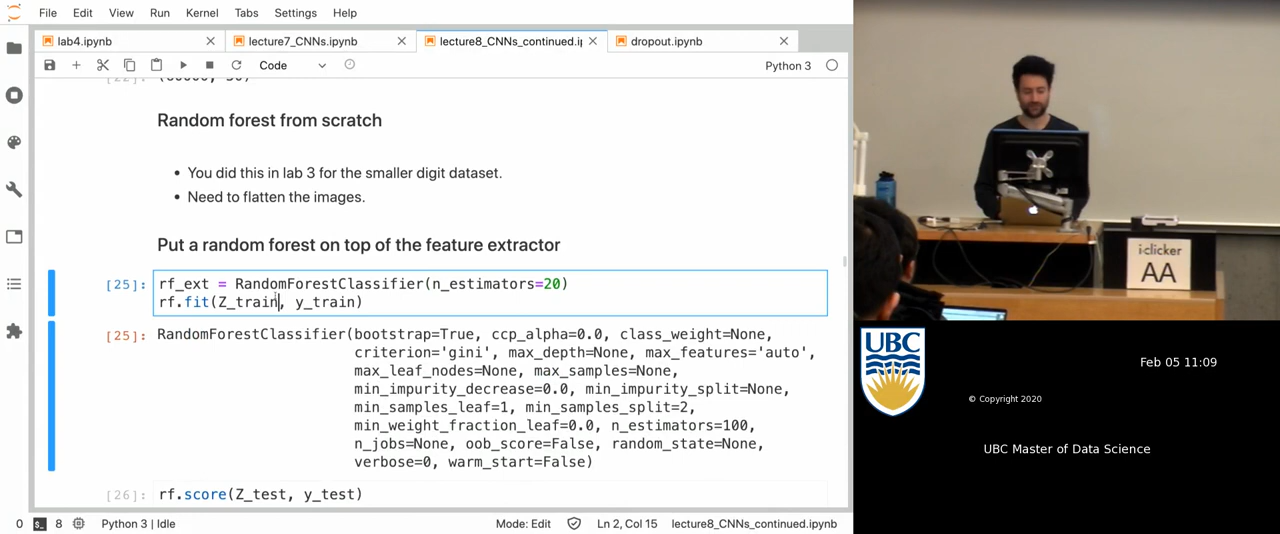 File Edit View Run Kernel Tabs Settings Help
lab4.ipynb lecture7_CNNs.ipynb lecture8_CNNs_continued.i dropout.ipynb
Code Python 3
Random forest from scratch
• You did this in lab 3 for the smaller digit dataset.
• Need to flatten the images.
Put a random forest on top of the feature extractor
[25]: rf_ext = RandomForestClassifier(n_estimators=20)
rf.fit(Z_train, y_train)
[25]: RandomForestClassifier(bootstrap=True, ccp_alpha=0.0, class_weight=None,
criterion='gini', max_depth=None, max_features='auto',
max_leaf_nodes=None, max_samples=None,
min_impurity_decrease=0.0, min_impurity_split=None,
min_samples_leaf=1, min_samples_split=2,
min_weight_fraction_leaf=0.0, n_estimators=100,
n_jobs=None, oob_score=False, random_state=None,
verbose=0, warm_start=False)
[26]: rf.score(Z_test, y_test)
0 8 Python 3 | Idle Mode: Edit Ln 2, Col 15 lecture8_CNNs_continued.ipynb
i-clicker
AA
UBC
Feb 05 11:09
© Copyright 2020
UBC Master of Data Science